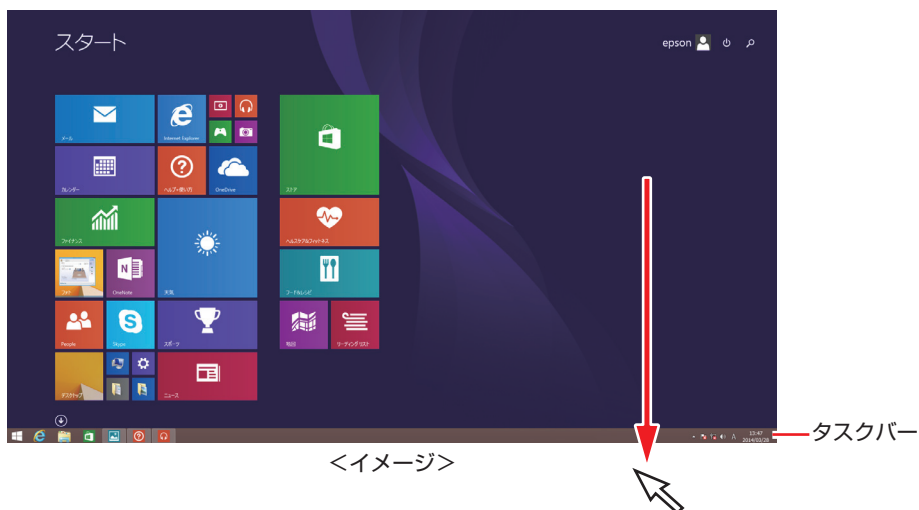 スタート
epson
メール
Internet Explorer
カレンダー
ヘルプ+使い方
OneDrive
ストア
ファイナンス
天気
ヘルスケア&フィットネス
フォト
OneNote
フード&レシピ
People
Skype
スポーツ
地図
リーディング リスト
デスクトップ
ニュース
A
13:47
2014/03/28
タスクバー
＜イメージ＞